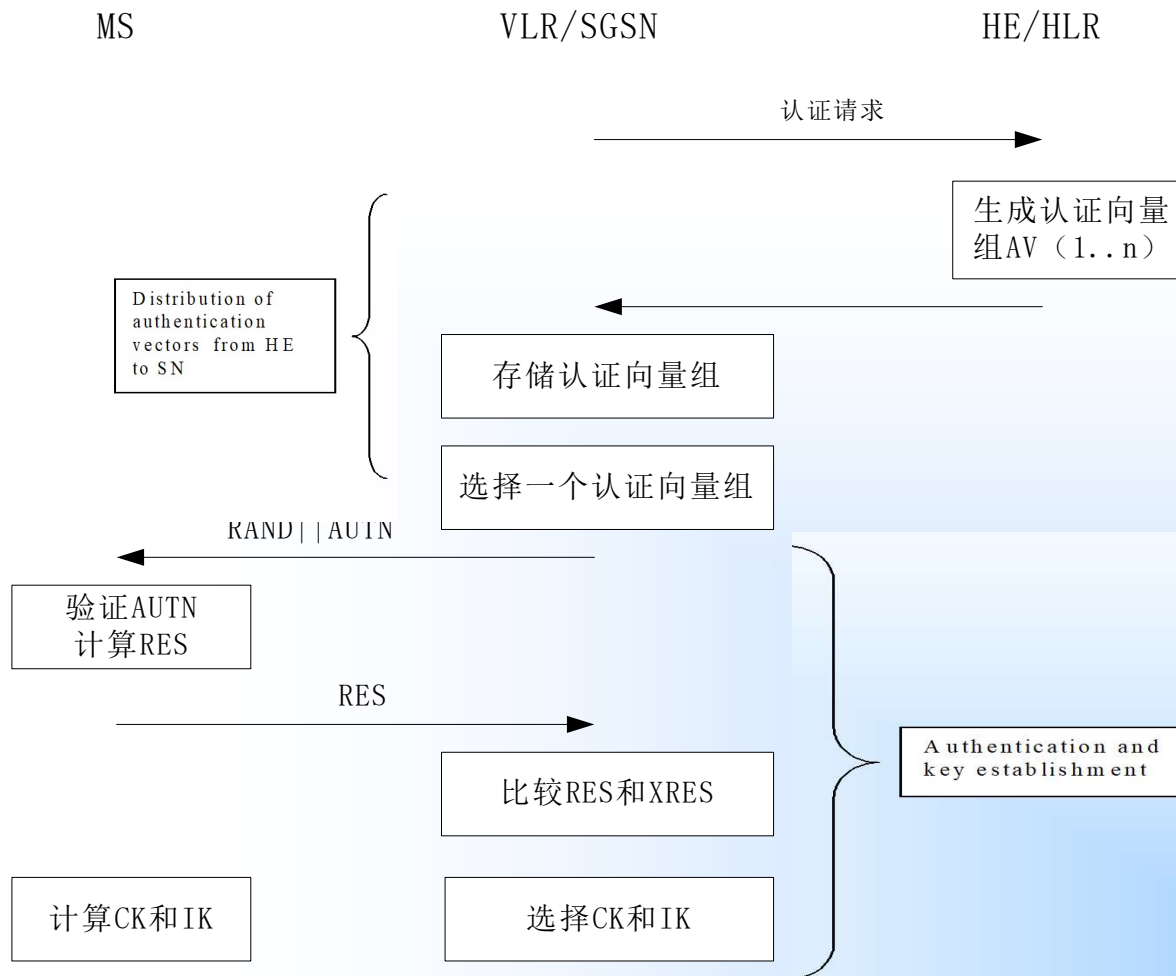 MS
VLR/SGSN
HE/HLR
认证请求
生成认证向量
组AV（1..n）
Distribution of
authentication
vectors from HE
to SN
存储认证向量组
选择一个认证向量组
RAND||AUTN
验证AUTN
计算RES
RES
比较RES和XRES
Authentication and
key establishment
计算CK和IK
选择CK和IK